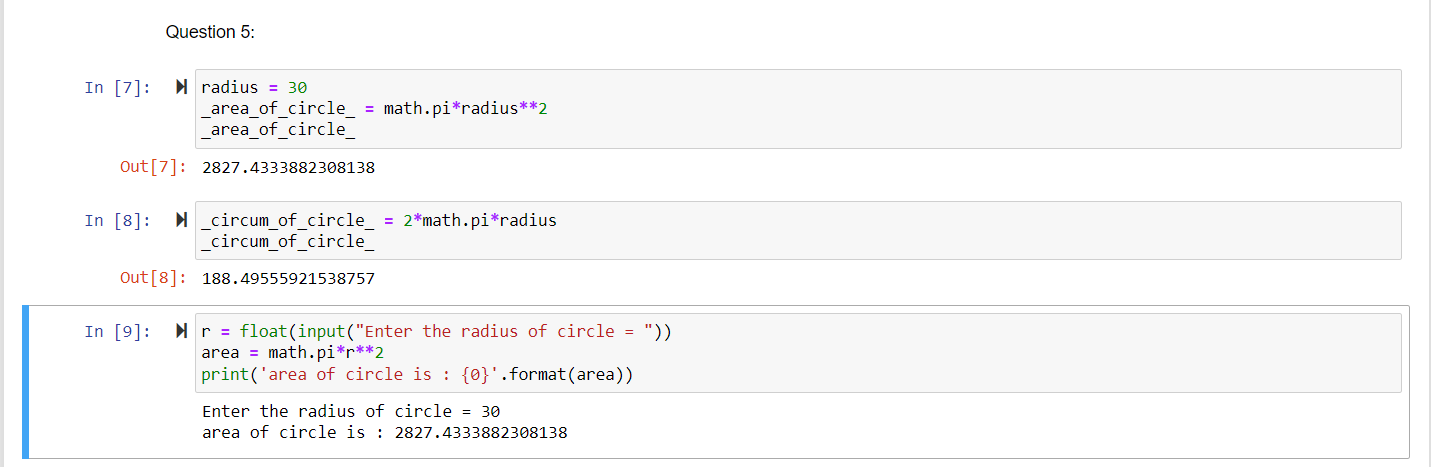 Question 5:
In [7]:
radius = 30
_area_of_circle_ = math.pi*radius**2
_area_of_circle_
Out[7]: 2827.4333882308138
In [8]:
_circum_of_circle_ = 2*math.pi*radius
_circum_of_circle_
Out[8]: 188.49555921538757
In [9]:
r = float(input("Enter the radius of circle = "))
area = math.pi*r**2
print('area of circle is : {0}'.format(area))
Enter the radius of circle = 30
area of circle is : 2827.4333882308138